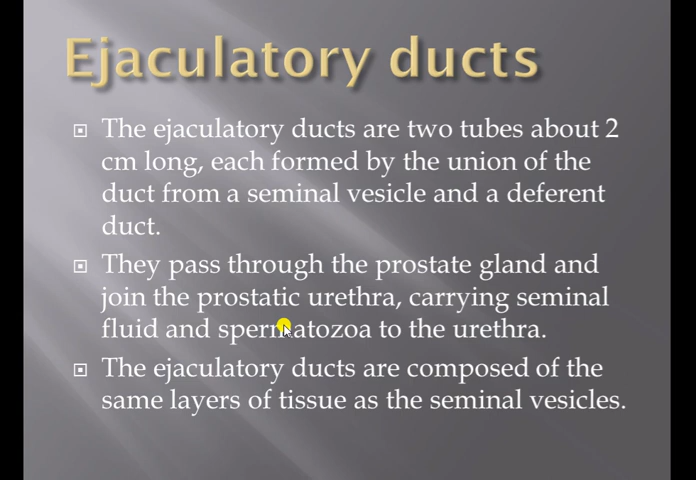 Ejaculatory ducts
The ejaculatory ducts are two tubes about 2
cm long, each formed by the union of the
duct from a seminal vesicle and a deferent
duct.
They pass through the prostate gland and
join the prostatic urethra, carrying seminal
fluid and spermatozoa to the urethra.
The ejaculatory ducts are composed of the
same layers of tissue as the seminal vesicles.